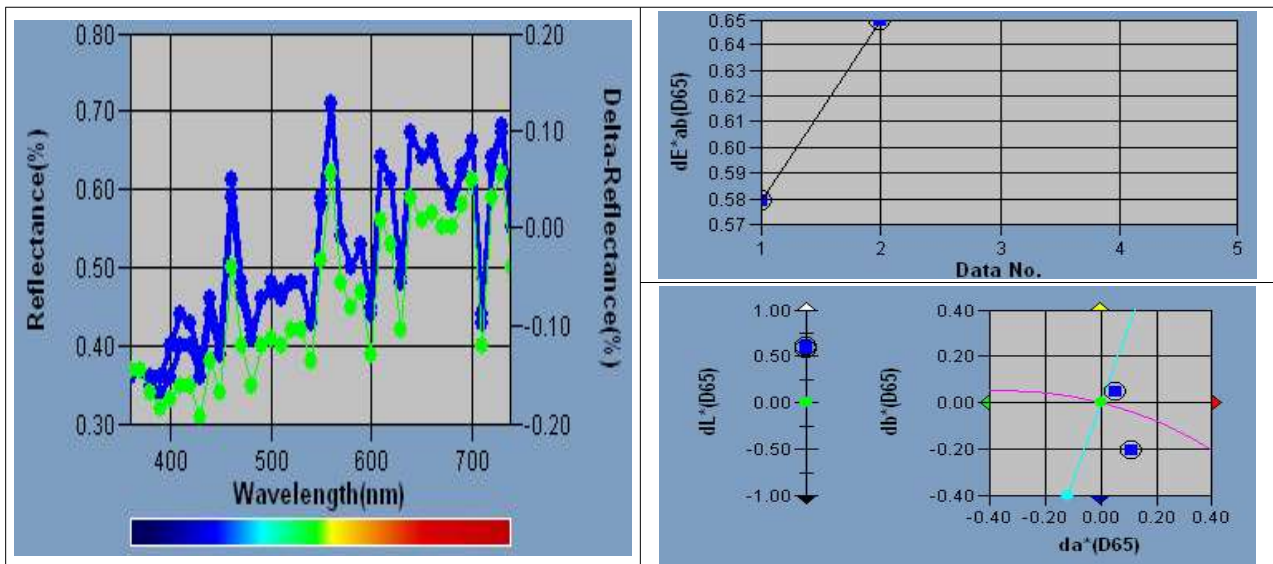 0.80
0.70
0.60
0.50
0.40
0.30
Reflectance(%)
0.20
0.10
0.00
-0.10
-0.20
Delta-Reflectance(%)
400 500 600 700
Wavelength(nm)
0.65
0.64
0.63
0.62
0.61
0.60
0.59
0.58
0.57
dE*ab(D65)
1 2 3 4 5
Data No.
1.00
0.50
0.00
-0.50
-1.00
dL*(D65)
0.40
0.20
0.00
-0.20
-0.40
db*(D65)
-0.40 -0.20 0.00 0.20 0.40
da*(D65)